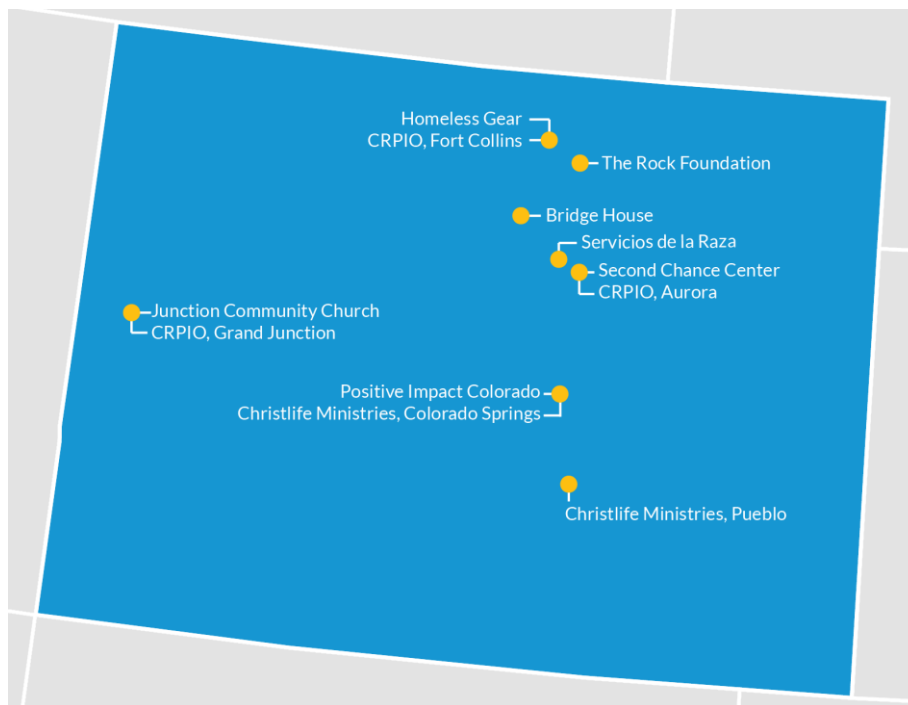 Homeless Gear
CRPIO, Fort Collins
The Rock Foundation
Bridge House
Servicios de la Raza
Second Chance Center
CRPIO, Aurora
Junction Community Church
CRPIO, Grand Junction
Positive Impact Colorado
Christlife Ministries, Colorado Springs
Christlife Ministries, Pueblo